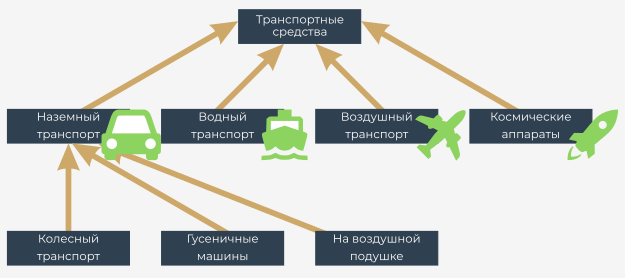 Транспортные
средства
Наземный
транспорт
Водный
транспорт
Воздушный
транспорт
Космические
аппараты
Колесный
транспорт
Гусеничные
машины
На воздушной
подушке